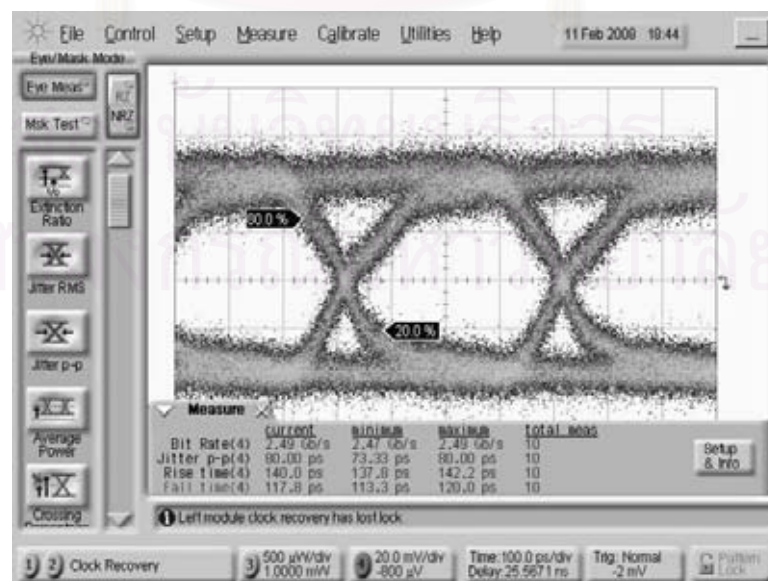 File Control Setup Measure Calibrate Utilities Help 11 Feb 2008 18:44
Eye/Mask Mode
Eye Meas
RZ
NRZ
Msk Test
Extinction
Ratio
Jitter RMS
Jitter p-p
Average
Power
Crossing
80.0 %
20.0 %
Measure
current minimum maximum total meas
Bit Rate(4) 2.49 Gb/s 2.47 Gb/s 2.49 Gb/s 10
Jitter p-p(4) 80.00 ps 73.33 ps 80.00 ps 10
Rise time(4) 140.0 ps 137.8 ps 142.2 ps 10
Fall time(4) 117.8 ps 113.3 ps 120.0 ps 10
Setup
& Info
Left module clock recovery has lost lock
1) 2) Clock Recovery
3) 500 µW/div
1.0000 mW
20.0 mV/div
-800 µV
Time:100.0 ps/div
Delay:25.5671 ns
Trig: Normal
-2 mV
Pattern
Lock